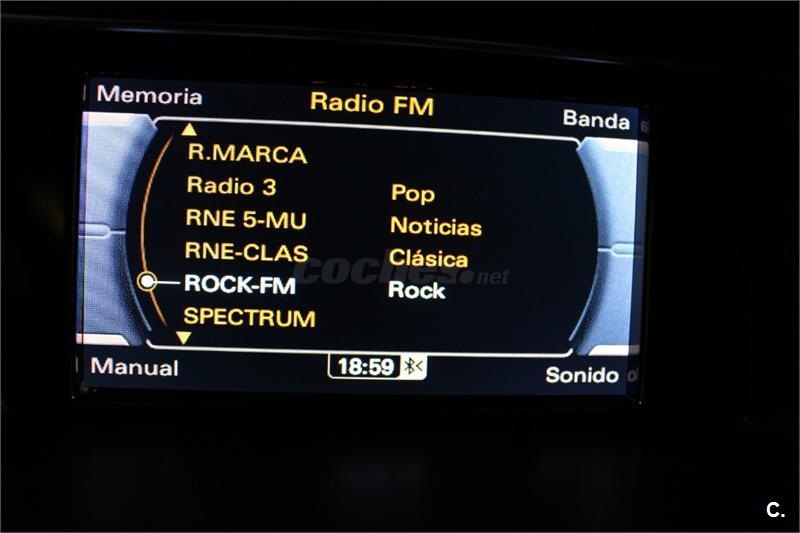 Memoria
Radio FM
Banda
R.MARCA
Radio 3 Pop
RNE 5-MU Noticias
RNE-CLAS Clásica
coches.net
ROCK-FM Rock
SPECTRUM
Manual
18:59
Sonido
C.